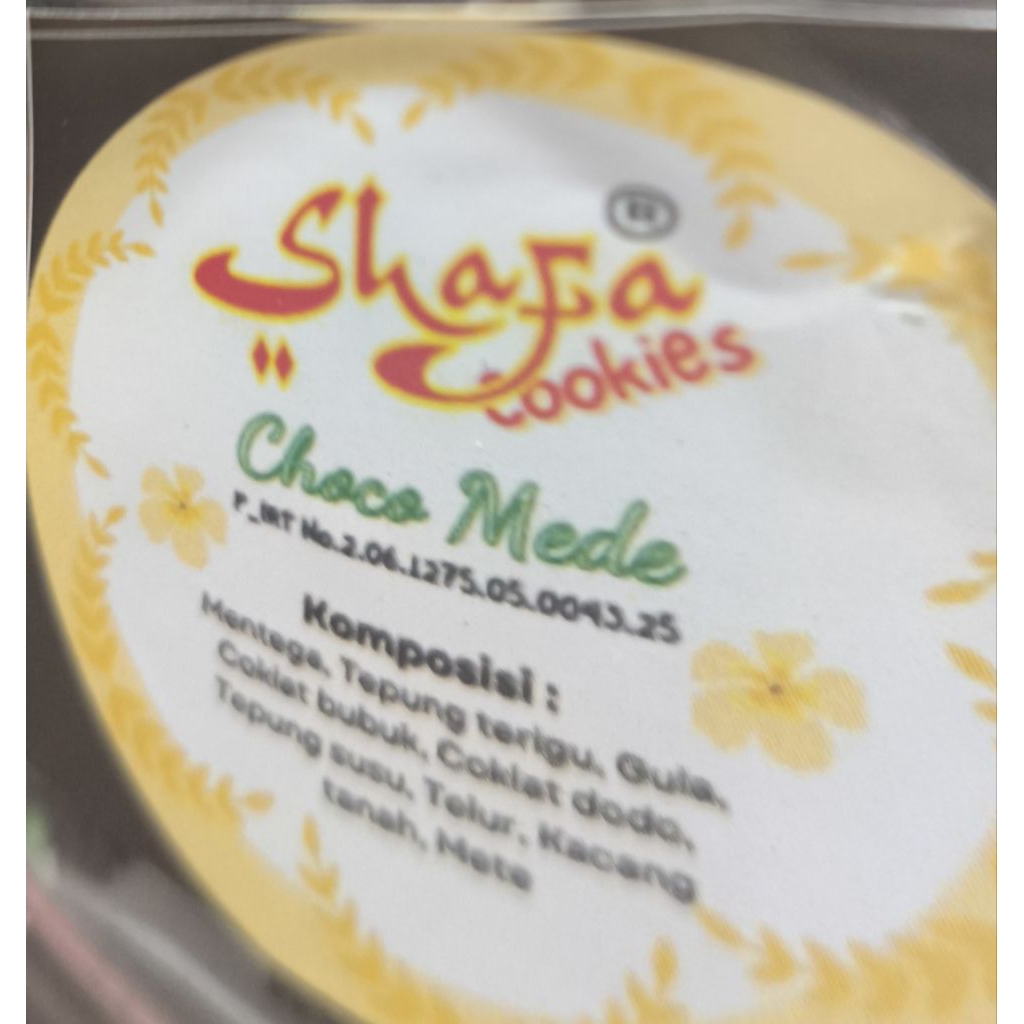 Shafa
cookies
Choco Mede
P_IRT No.2.06.1275.05.0043.25
Komposisi :
Mentega, Tepung terigu, Gula,
Coklat bubuk, Coklat dodo,
Tepung susu, Telur, Kacang
tanah, Mete